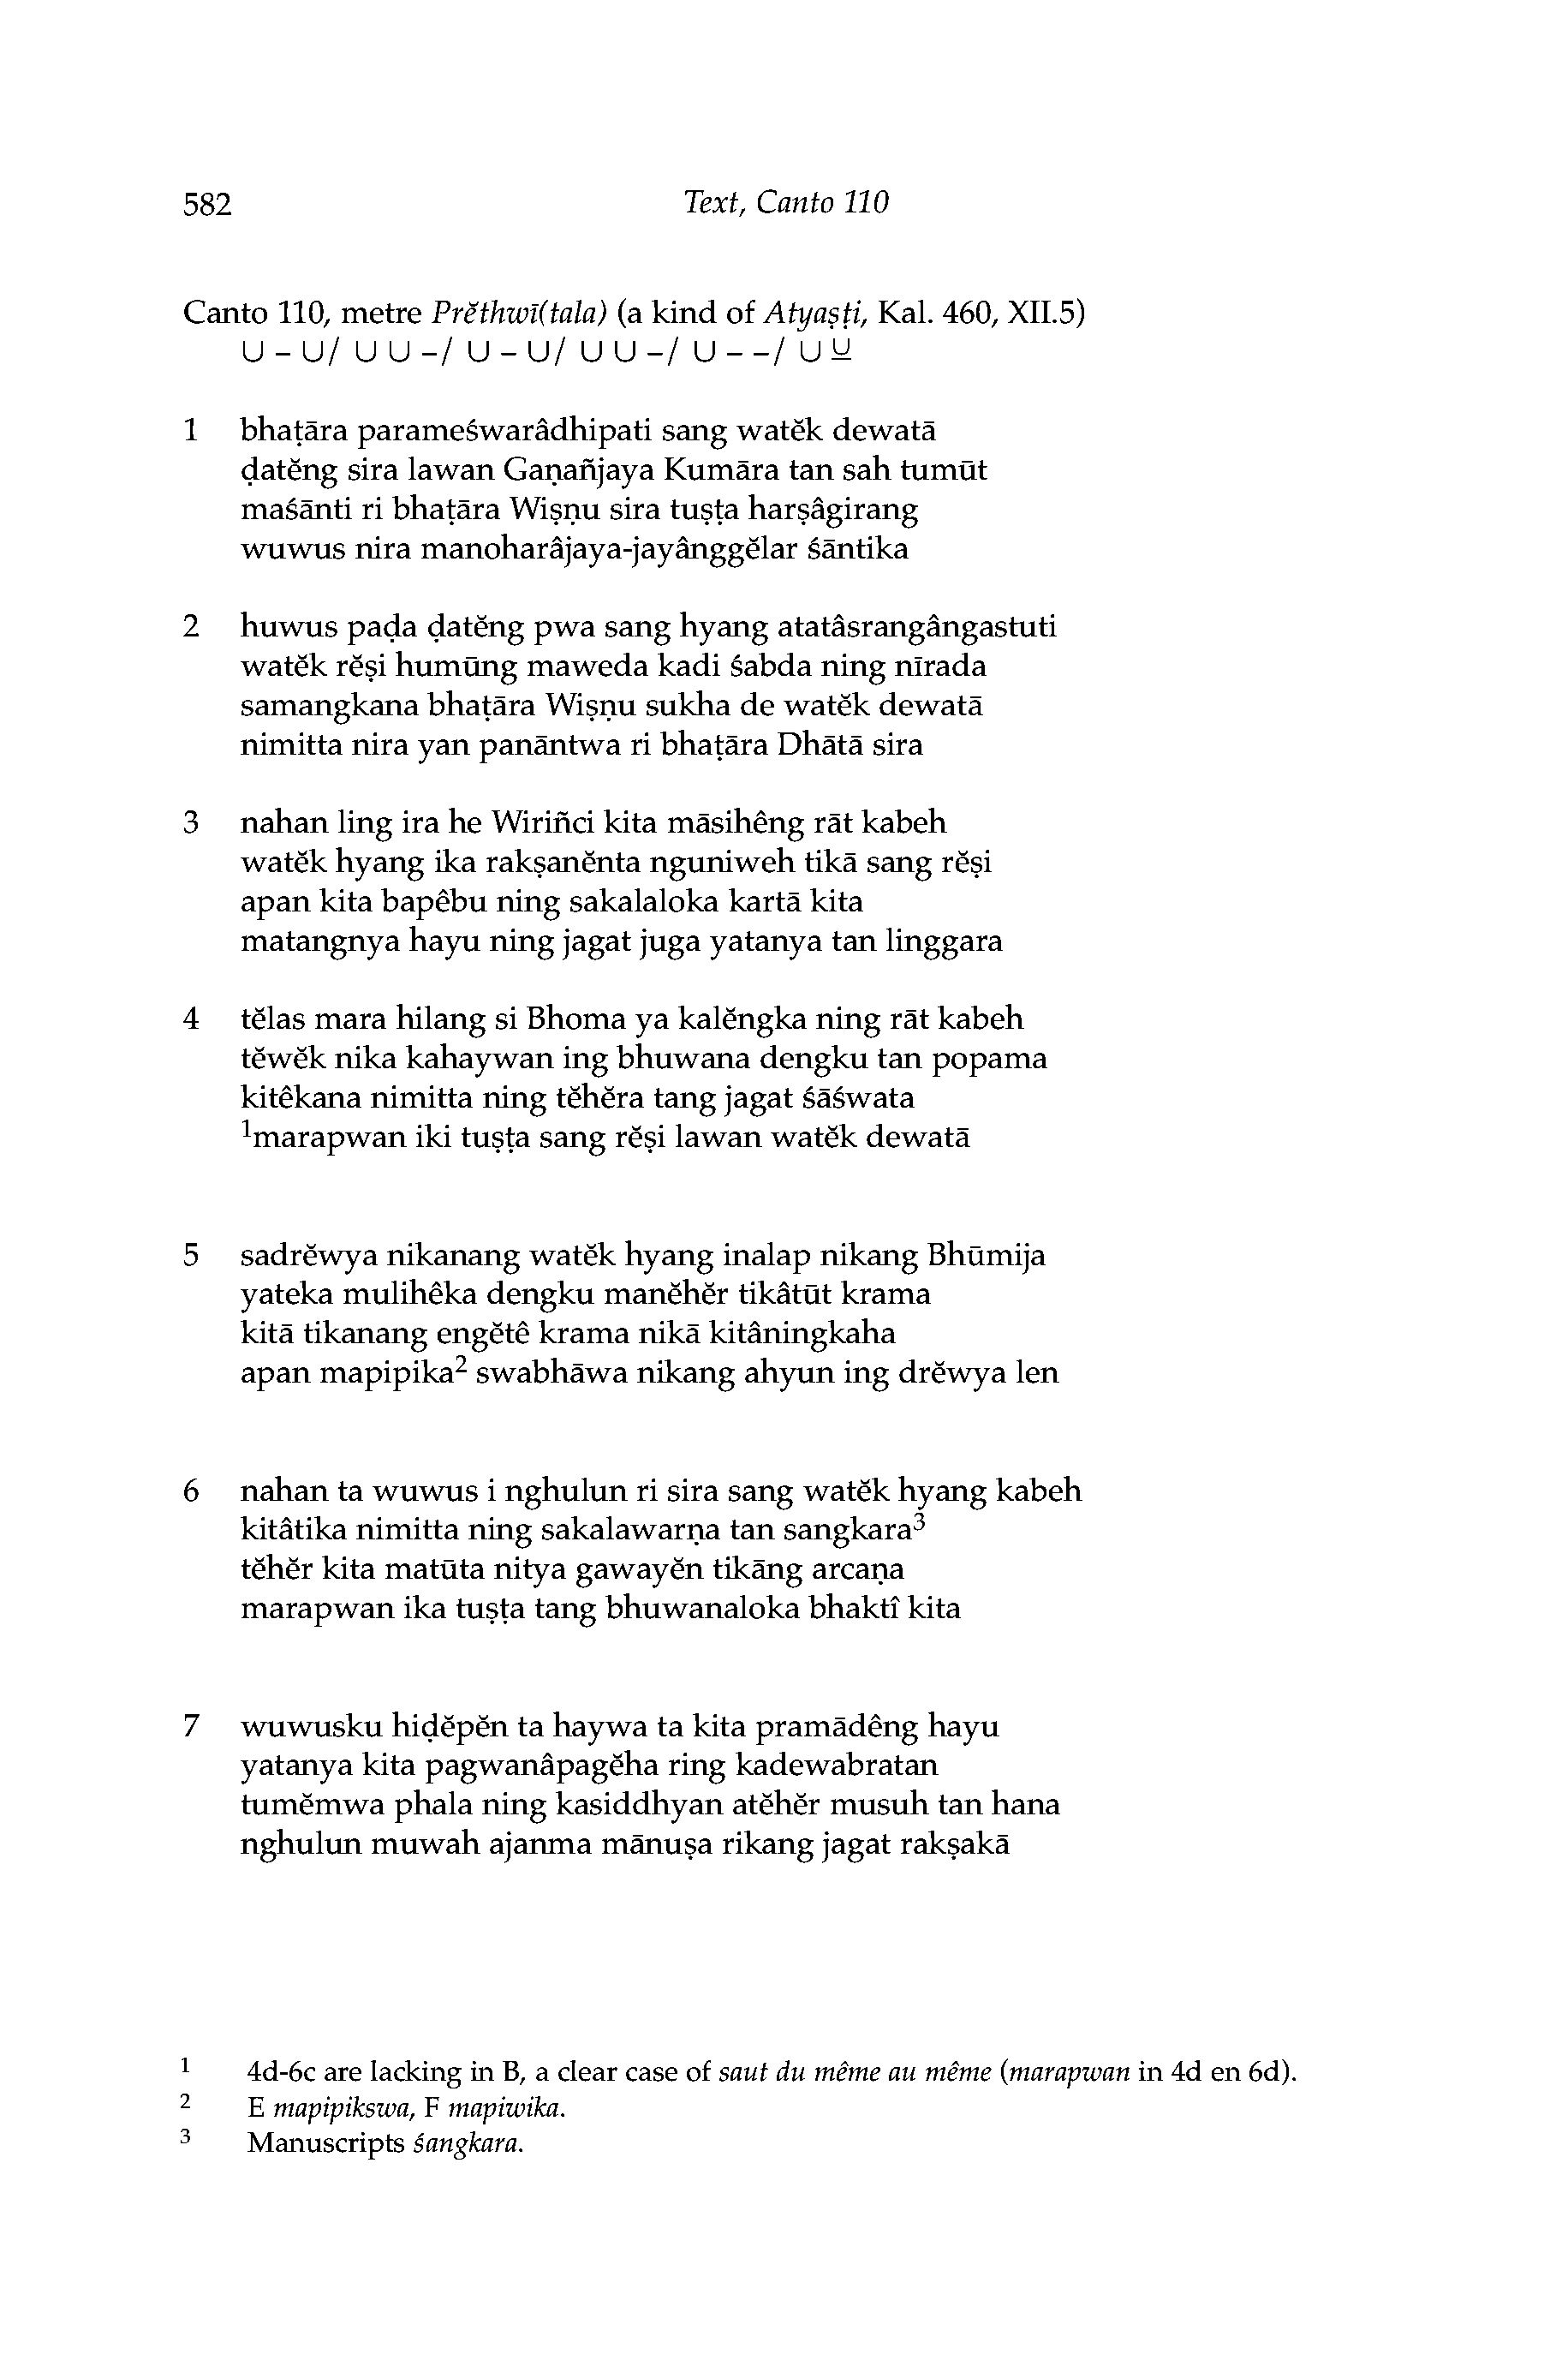 582 Text, Canto 110
Canto 110, metre Prĕthwī(tala) (a kind of Atyaṣṭi, Kal. 460, XII.5)
∪ – ∪/ ∪ ∪ –/ ∪ – ∪/ ∪ ∪ –/ ∪ – –/ ∪ ⊻
1 bhaṭāra parameśwarâdhipati sang watĕk dewatā
ḍatĕng sira lawan Gaṇañjaya Kumāra tan sah tumūt
maśānti ri bhaṭāra Wiṣṇu sira tuṣṭa harṣâgirang
wuwus nira manoharâjaya-jayânggĕlar śāntika
2 huwus paḍa ḍatĕng pwa sang hyang atatâsrangângastuti
watĕk rĕṣi humūng maweda kadi śabda ning nīrada
samangkana bhaṭāra Wiṣṇu sukha de watĕk dewatā
nimitta nira yan panāntwa ri bhaṭāra Dhātā sira
3 nahan ling ira he Wiriñci kita māsihêng rāt kabeh
watĕk hyang ika rakṣanĕnta nguniweh tikā sang rĕṣi
apan kita bapêbu ning sakalaloka kartā kita
matangnya hayu ning jagat juga yatanya tan linggara
4 tĕlas mara hilang si Bhoma ya kalĕngka ning rāt kabeh
tĕwĕk nika kahaywan ing bhuwana dengku tan popama
kitêkana nimitta ning tĕhĕra tang jagat śāśwata
¹marapwan iki tuṣṭa sang rĕṣi lawan watĕk dewatā
5 sadrĕwya nikanang watĕk hyang inalap nikang Bhūmija
yateka mulihêka dengku manĕhĕr tikâtūt krama
kitā tikanang engĕtê krama nikā kitâningkaha
apan mapipika² swabhāwa nikang ahyun ing drĕwya len
6 nahan ta wuwus i nghulun ri sira sang watĕk hyang kabeh
kitâtika nimitta ning sakalawarṇa tan sangkara³
tĕhĕr kita matūta nitya gawayĕn tikāng arcaṇa
marapwan ika tuṣṭa tang bhuwanaloka bhaktî kita
7 wuwusku hiḍĕpĕn ta haywa ta kita pramādêng hayu
yatanya kita pagwanâpagĕha ring kadewabratan
tumĕmwa phala ning kasiddhyan atĕhĕr musuh tan hana
nghulun muwah ajanma mānuṣa rikang jagat rakṣakā
1 4d-6c are lacking in B, a clear case of saut du même au même (marapwan in 4d en 6d).
2 E mapipikswa, F mapiwika.
3 Manuscripts śangkara.